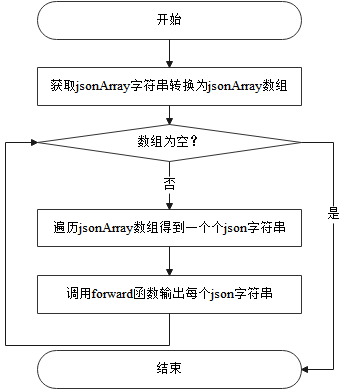 开始
获取jsonArray字符串转换为jsonArray数组
数组为空？
否
是
遍历jsonArray数组得到一个个json字符串
调用forward函数输出每个json字符串
结束